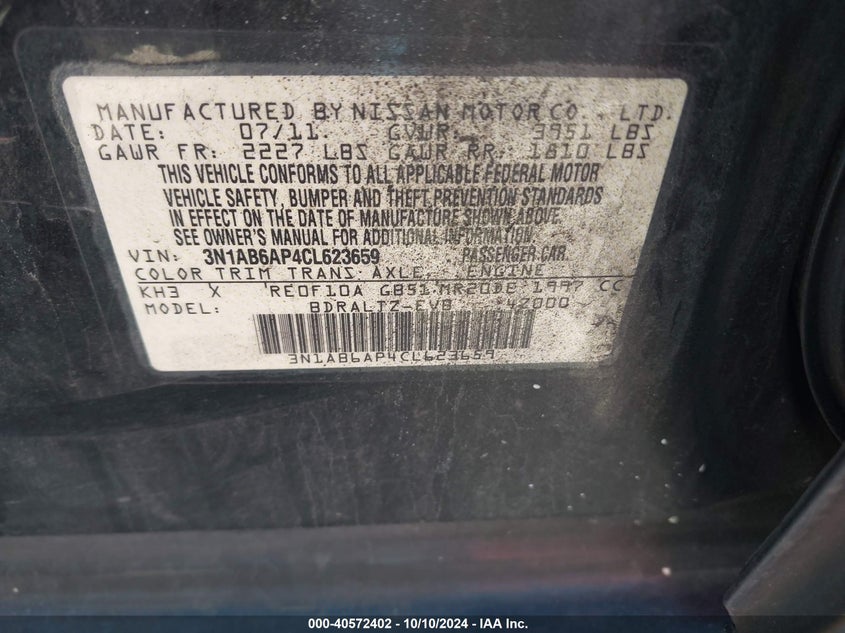 MANUFACTURED BY NISSAN MOTOR CO., LTD.
DATE: 07/11 GVWR: 3951 LBS
GAWR FR: 2227 LBS GAWR RR: 1810 LBS
THIS VEHICLE CONFORMS TO ALL APPLICABLE FEDERAL MOTOR
VEHICLE SAFETY, BUMPER AND THEFT PREVENTION STANDARDS
IN EFFECT ON THE DATE OF MANUFACTURE SHOWN ABOVE.
SEE OWNER'S MANUAL FOR ADDITIONAL INFORMATION.
VIN: 3N1AB6AP4CL623659 PASSENGER CAR
COLOR TRIM TRANS AXLE ENGINE
KH3 X RE0F10A GB51 MR20DE 1997 CC
MODEL: BDRALTZ-EVB 42000
3N1AB6AP4CL623659
000-40572402 - 10/10/2024 - IAA Inc.